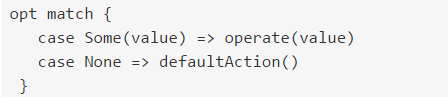 opt match {
   case Some(value) => operate(value)
   case None => defaultAction()
 }